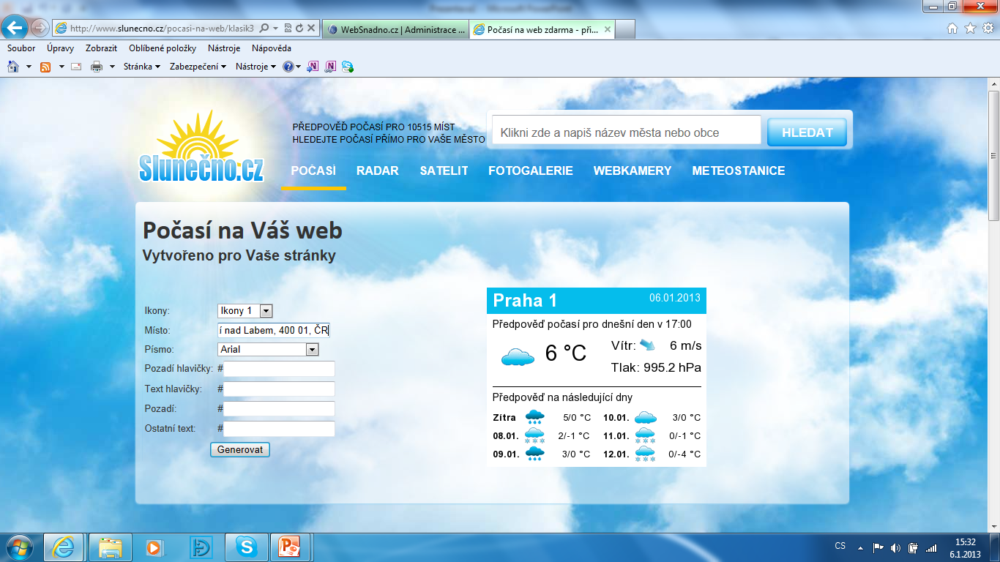 http://www.slunecno.cz/pocasi-na-web/klasik3
WebSnadno.cz | Administrace ...
Počasí na web zdarma - při...
Soubor Úpravy Zobrazit Oblíbené položky Nástroje Nápověda
Stránka Zabezpečení Nástroje
Slunečno.cz
PŘEDPOVĚĎ POČASÍ PRO 10515 MÍST
HLEDEJTE POČASÍ PŘÍMO PRO VAŠE MĚSTO
Klikni zde a napiš název města nebo obce
HLEDAT
POČASÍ RADAR SATELIT FOTOGALERIE WEBKAMERY METEOSTANICE
Počasí na Váš web
Vytvořeno pro Vaše stránky
Ikony: Ikony 1
Místo: í nad Labem, 400 01, ČR
Písmo: Arial
Pozadí hlavičky: #
Text hlavičky: #
Pozadí: #
Ostatní text: #
Generovat
Praha 1 06.01.2013
Předpověď počasí pro dnešní den v 17:00
6 °C
Vítr: 6 m/s
Tlak: 995.2 hPa
Předpověď na následující dny
Zítra 5/0 °C 10.01. 3/0 °C
08.01. 2/-1 °C 11.01. 0/-1 °C
09.01. 3/0 °C 12.01. 0/-4 °C
CS
15:32
6.1.2013